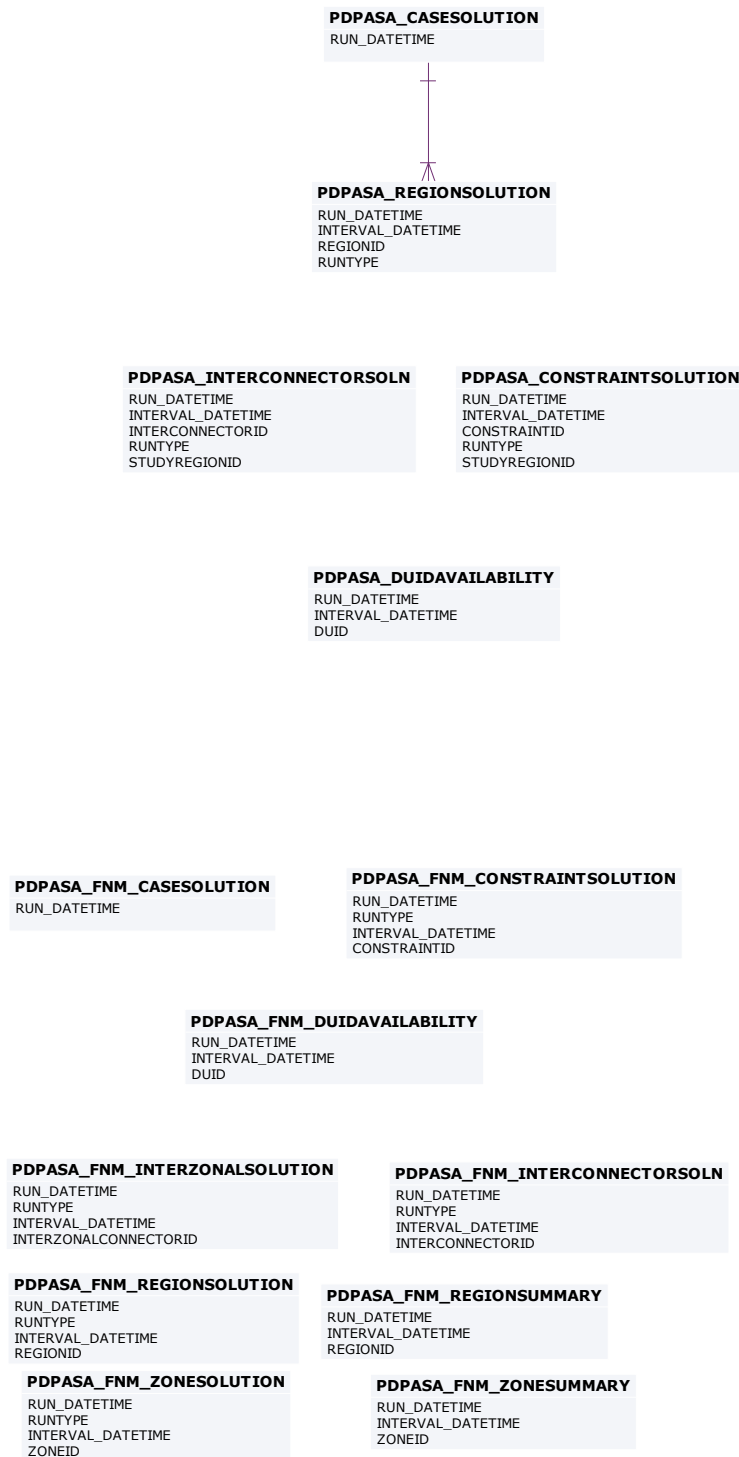 PDPASA_CASESOLUTION
RUN_DATETIME
PDPASA_REGIONSOLUTION
RUN_DATETIME
INTERVAL_DATETIME
REGIONID
RUNTYPE
PDPASA_INTERCONNECTORSOLN
RUN_DATETIME
INTERVAL_DATETIME
INTERCONNECTORID
RUNTYPE
STUDYREGIONID
PDPASA_CONSTRAINTSOLUTION
RUN_DATETIME
INTERVAL_DATETIME
CONSTRAINTID
RUNTYPE
STUDYREGIONID
PDPASA_DUIDAVAILABILITY
RUN_DATETIME
INTERVAL_DATETIME
DUID
PDPASA_FNM_CASESOLUTION
RUN_DATETIME
PDPASA_FNM_CONSTRAINTSOLUTION
RUN_DATETIME
RUNTYPE
INTERVAL_DATETIME
CONSTRAINTID
PDPASA_FNM_DUIDAVAILABILITY
RUN_DATETIME
INTERVAL_DATETIME
DUID
PDPASA_FNM_INTERZONALSOLUTION
RUN_DATETIME
RUNTYPE
INTERVAL_DATETIME
INTERZONALCONNECTORID
PDPASA_FNM_INTERCONNECTORSOLN
RUN_DATETIME
RUNTYPE
INTERVAL_DATETIME
INTERCONNECTORID
PDPASA_FNM_REGIONSOLUTION
RUN_DATETIME
RUNTYPE
INTERVAL_DATETIME
REGIONID
PDPASA_FNM_REGIONSUMMARY
RUN_DATETIME
INTERVAL_DATETIME
REGIONID
PDPASA_FNM_ZONESOLUTION
RUN_DATETIME
RUNTYPE
INTERVAL_DATETIME
ZONEID
PDPASA_FNM_ZONESUMMARY
RUN_DATETIME
INTERVAL_DATETIME
ZONEID